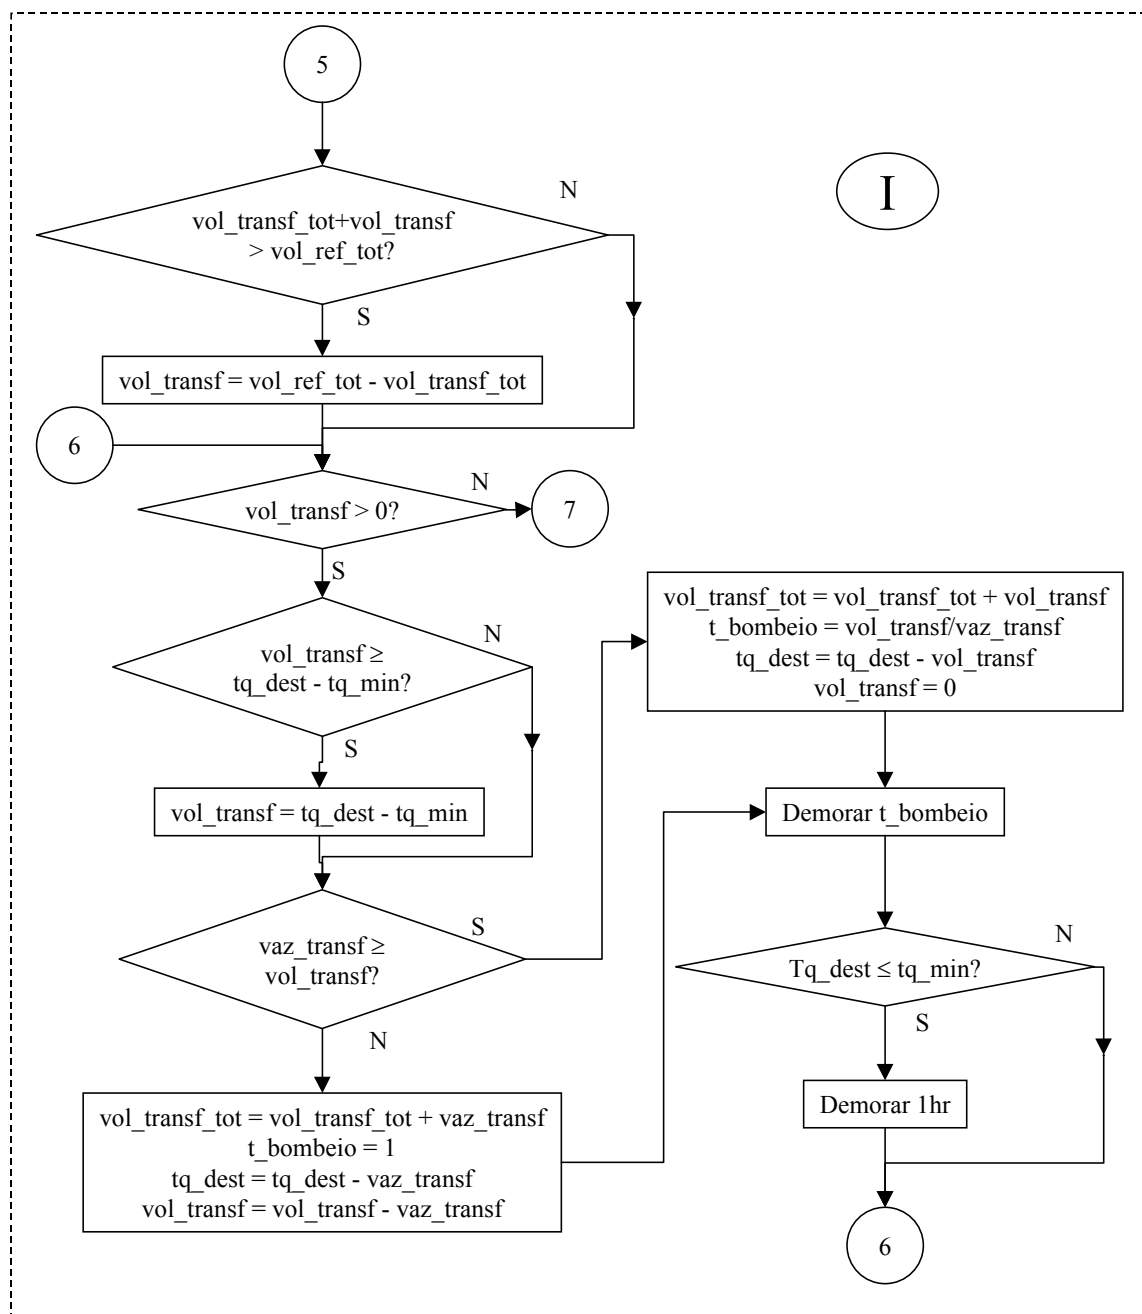 5
N
I
vol_transf_tot+vol_transf
> vol_ref_tot?
S
vol_transf = vol_ref_tot - vol_transf_tot
6
N
vol_transf > 0?
7
S
vol_transf_tot = vol_transf_tot + vol_transf
t_bombeio = vol_transf/vaz_transf
tq_dest = tq_dest - vol_transf
vol_transf = 0
N
vol_transf ≥
tq_dest - tq_min?
S
vol_transf = tq_dest - tq_min
Demorar t_bombeio
S
vaz_transf ≥
vol_transf?
N
N
Tq_dest ≤ tq_min?
S
Demorar 1hr
vol_transf_tot = vol_transf_tot + vaz_transf
t_bombeio = 1
tq_dest = tq_dest - vaz_transf
vol_transf = vol_transf - vaz_transf
6